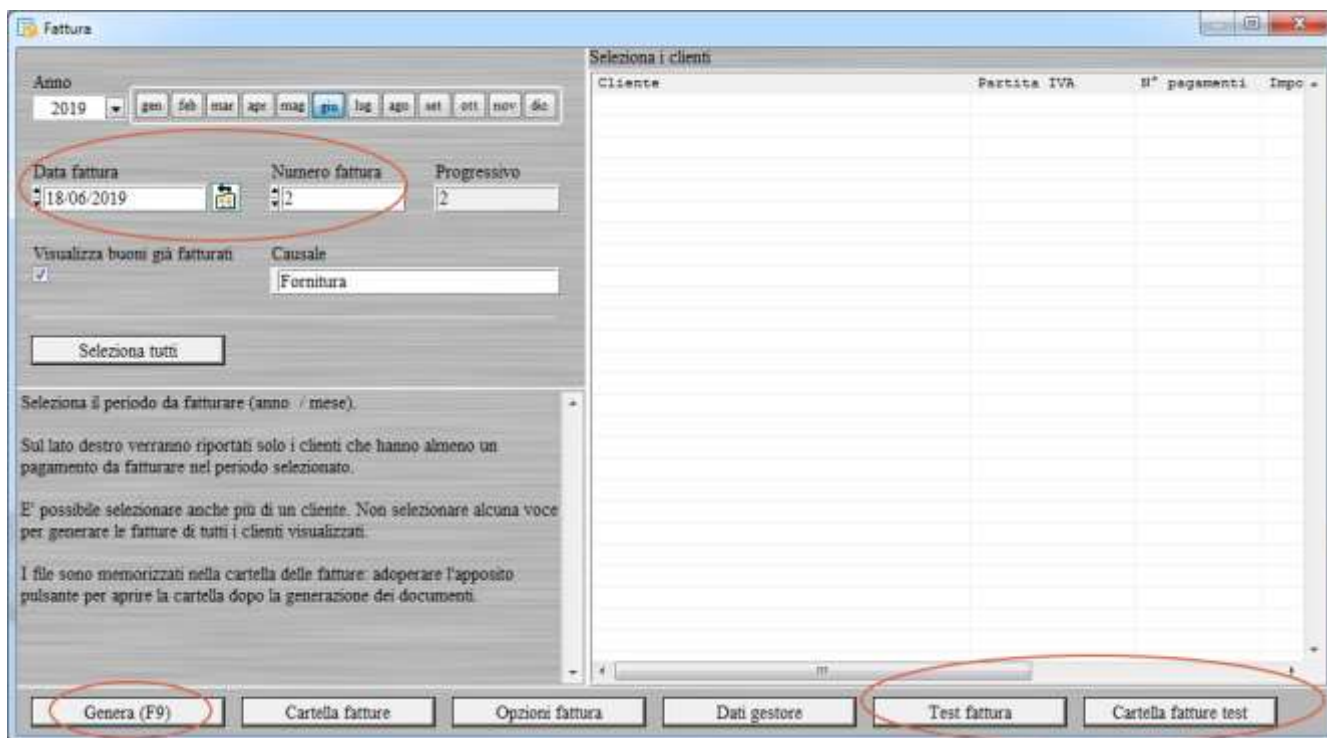 Fattura
Anno
2019
gen feb mar apr mag giu lug ago set ott nov dic
Data fattura Numero fattura Progressivo
18/06/2019 2 2
Visualizza buoni già fatturati Causale
Fornitura
Seleziona tutti
Seleziona il periodo da fatturare (anno / mese).
Sul lato destro verranno riportati solo i clienti che hanno almeno un
pagamento da fatturare nel periodo selezionato.
E' possibile selezionare anche più di un cliente. Non selezionare alcuna voce
per generare le fatture di tutti i clienti visualizzati.
I file sono memorizzati nella cartella delle fatture: adoperare l'apposito
pulsante per aprire la cartella dopo la generazione dei documenti.
Seleziona i clienti
Cliente Partita IVA N° pagamenti Impo
Genera (F9) Cartella fatture Opzioni fattura Dati gestore Test fattura Cartella fatture test